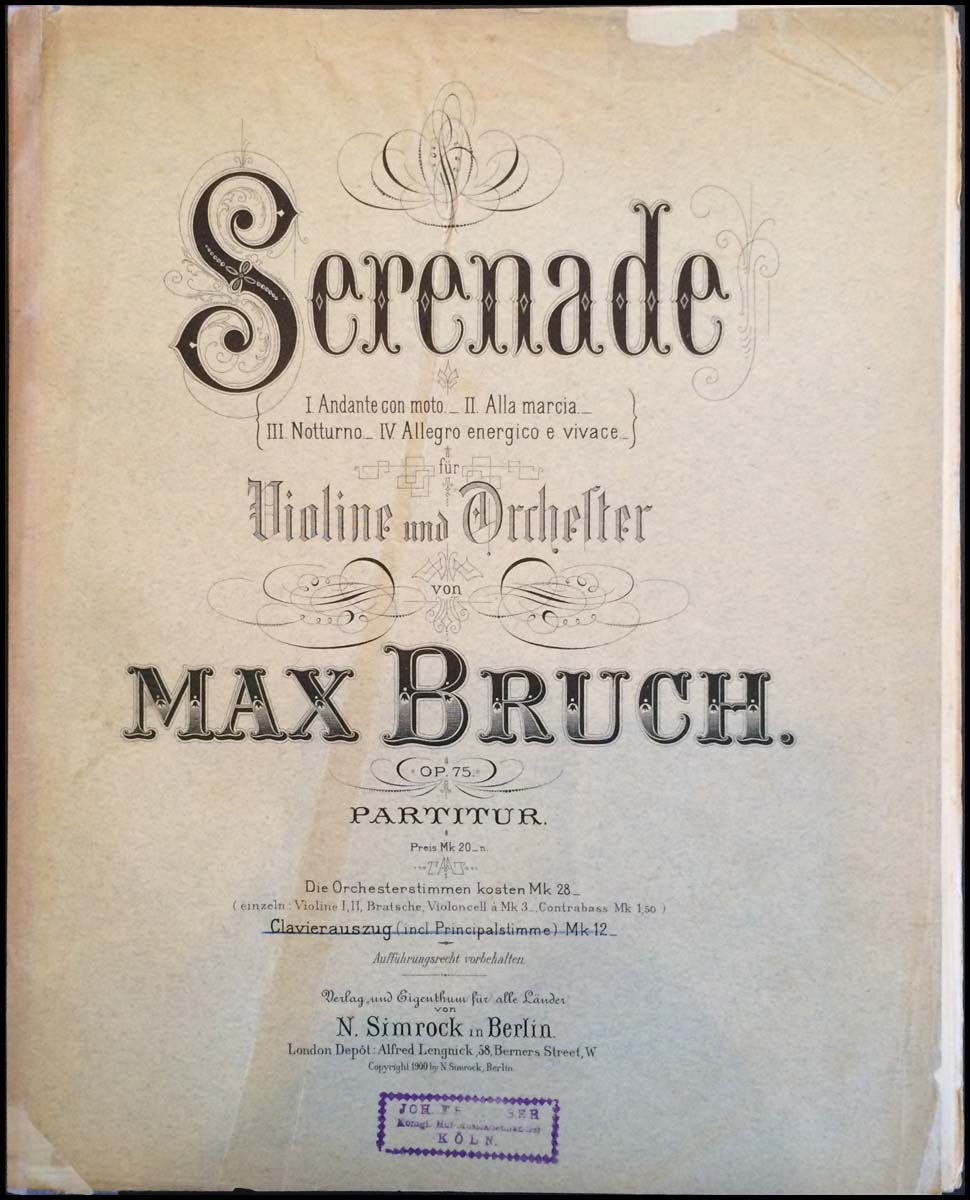 Serenade
I. Andante con moto._ II. Alla marcia._
III. Notturno._ IV. Allegro energico e vivace._
für
Violine und Orchester
von
MAX BRUCH.
OP. 75.
PARTITUR.
Preis Mk 20_n.
Die Orchesterstimmen kosten Mk 28_
(einzeln: Violine I, II, Bratsche, Violoncell à Mk 3_, Contrabass Mk 1,50)
Clavierauszug (incl. Principalstimme) Mk 12_
Aufführungsrecht vorbehalten.
Verlag und Eigenthum für alle Länder
von
N. Simrock in Berlin.
London Depôt: Alfred Lengnick, 58, Berners Street, W
Copyright 1900 by N. Simrock, Berlin.
JOH.
Königl.
KÖLN.